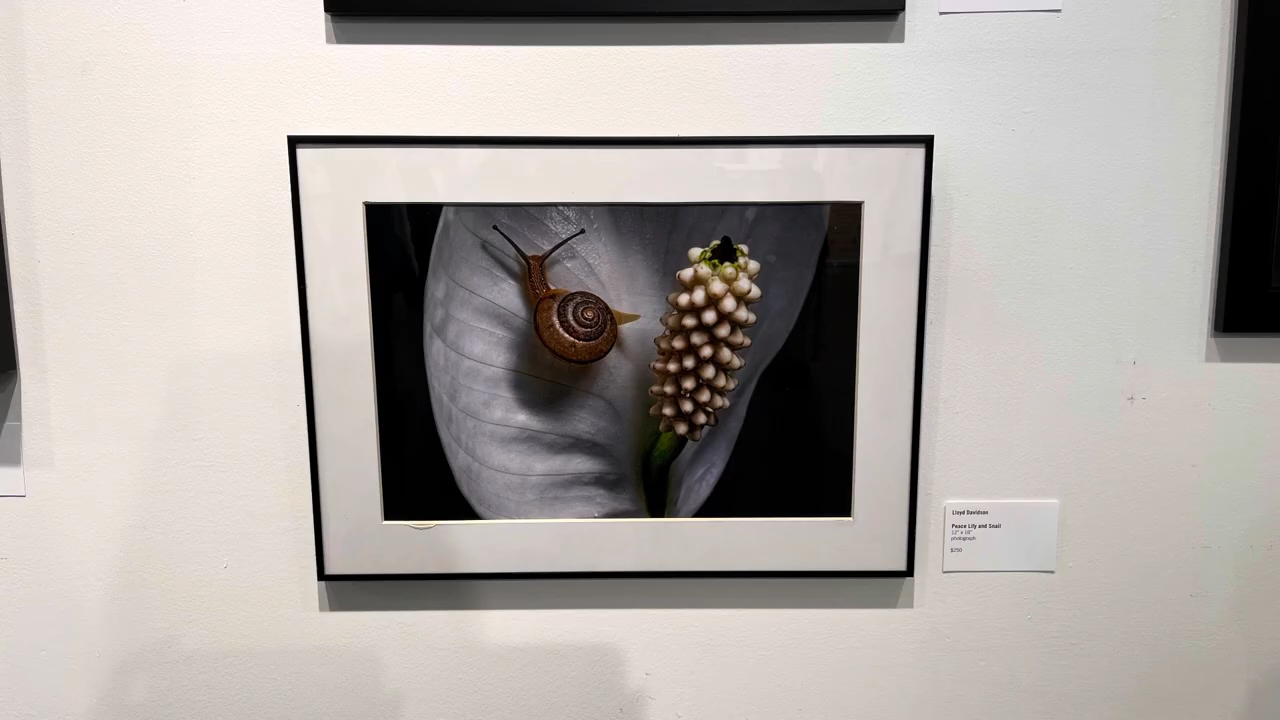 Lloyd Davidson
Peace Lily and Snail
12" x 18"
photograph
$250